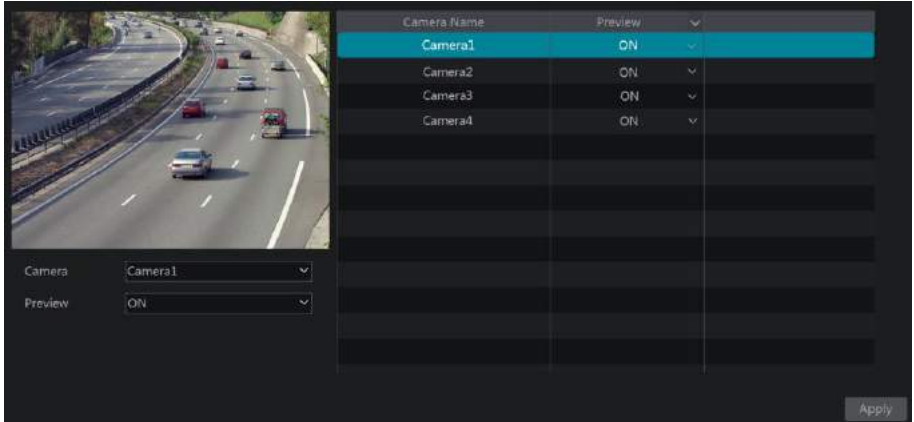 Camera Name Preview
Camera1 ON
Camera2 ON
Camera3 ON
Camera4 ON
Camera Camera1
Preview ON
Apply